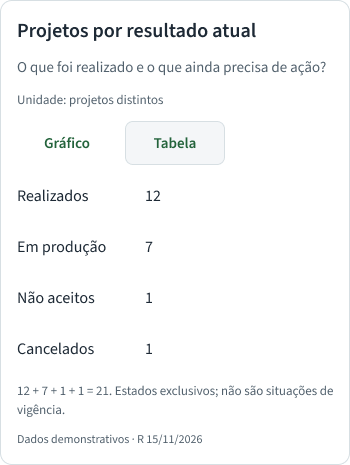 Projetos por resultado atual
O que foi realizado e o que ainda precisa de ação?
Unidade: projetos distintos
Gráfico Tabela
Realizados 12
Em produção 7
Não aceitos 1
Cancelados 1
12 + 7 + 1 + 1 = 21. Estados exclusivos; não são situações de
vigência.
Dados demonstrativos · R 15/11/2026